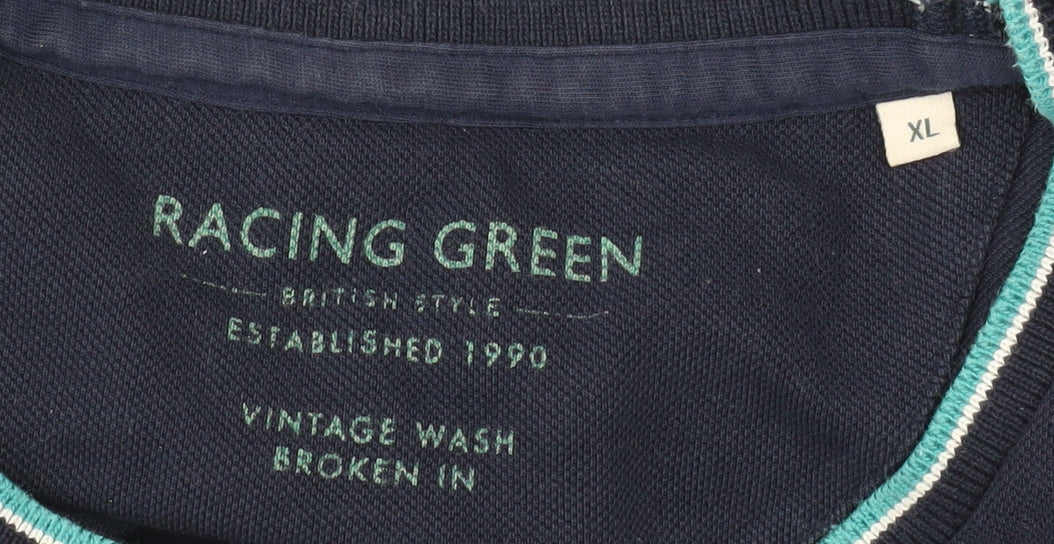 XL
RACING GREEN
BRITISH STYLE
ESTABLISHED 1990
VINTAGE WASH
BROKEN IN